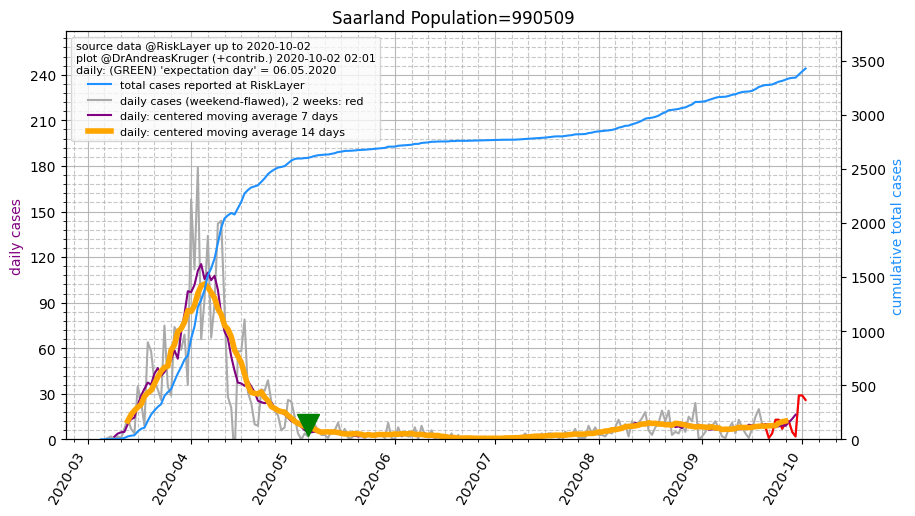 Saarland Population=990509
source data @RiskLayer up to 2020-10-02
plot @DrAndreasKruger (+contrib.) 2020-10-02 02:01
daily: (GREEN) 'expectation day' = 06.05.2020
total cases reported at RiskLayer
daily cases (weekend-flawed), 2 weeks: red
daily: centered moving average 7 days
daily: centered moving average 14 days
daily cases
240
210
180
150
120
90
60
30
0
cumulative total cases
3500
3000
2500
2000
1500
1000
500
0
2020-03
2020-04
2020-05
2020-06
2020-07
2020-08
2020-09
2020-10